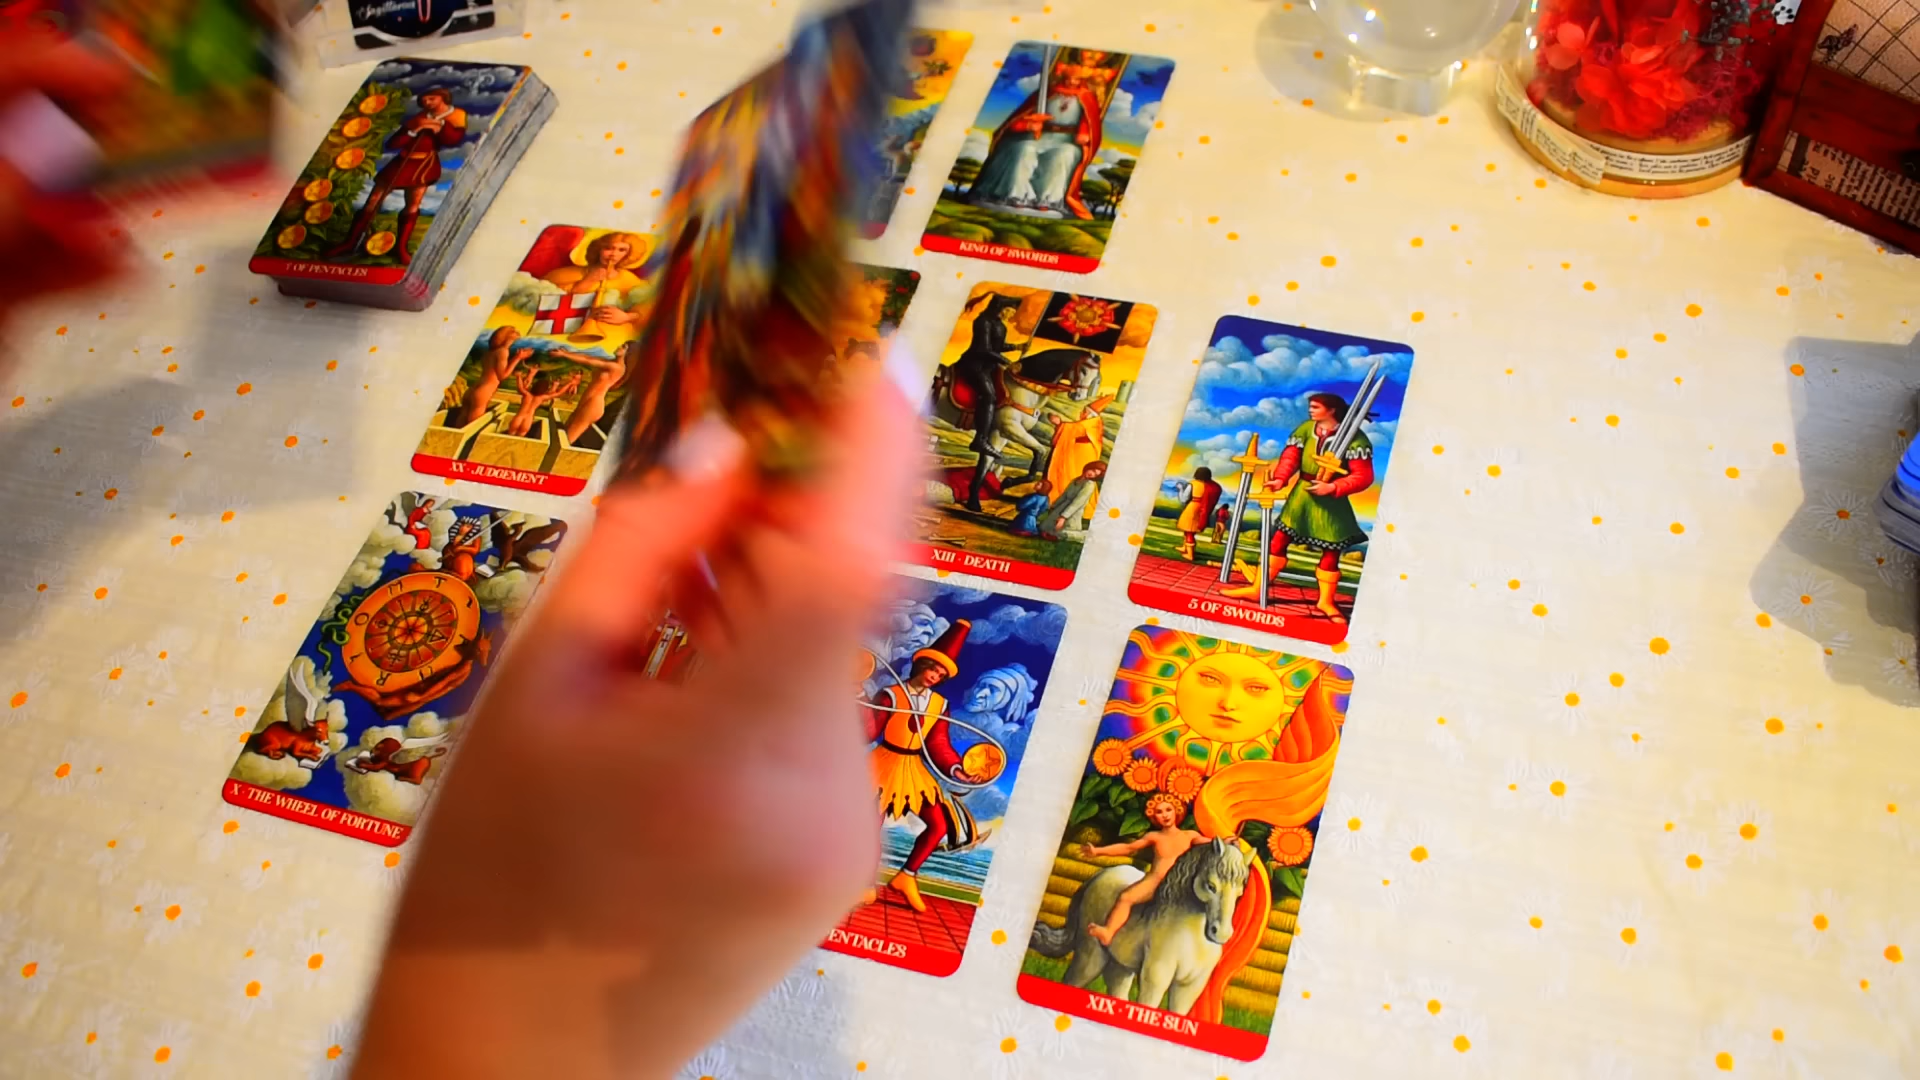 Sagittarius
7 OF PENTACLES
KING OF SWORDS
XX · JUDGEMENT
XIII · DEATH
5 OF SWORDS
X · THE WHEEL OF FORTUNE
ENTACLES
XIX · THE SUN